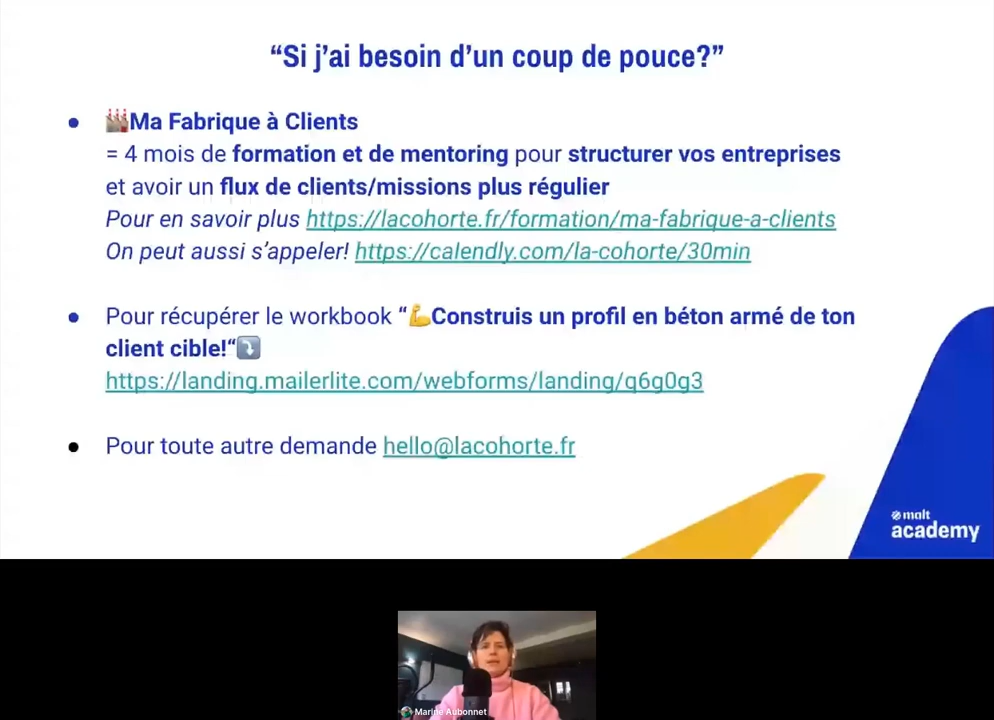 “Si j’ai besoin d’un coup de pouce?”
Ma Fabrique à Clients
= 4 mois de formation et de mentoring pour structurer vos entreprises
et avoir un flux de clients/missions plus régulier
Pour en savoir plus https://lacohorte.fr/formation/ma-fabrique-a-clients
On peut aussi s’appeler! https://calendly.com/la-cohorte/30min
Pour récupérer le workbook “💪Construis un profil en béton armé de ton
client cible!“⤵️
https://landing.mailerlite.com/webforms/landing/q6g0g3
Pour toute autre demande hello@lacohorte.fr
malt
academy
Marine Aubonnet